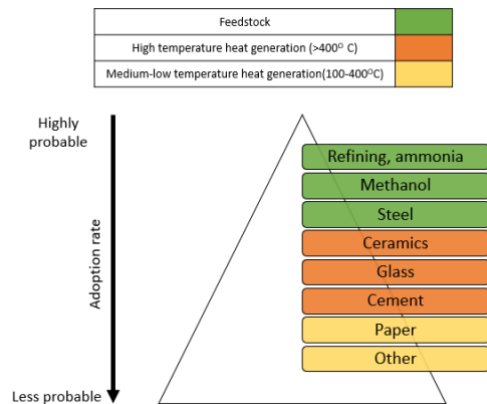 Feedstock
High temperature heat generation (>400° C)
Medium-low temperature heat generation(100-400°C)
Highly
probable
Adoption rate
Less probable
Refining, ammonia
Methanol
Steel
Ceramics
Glass
Cement
Paper
Other